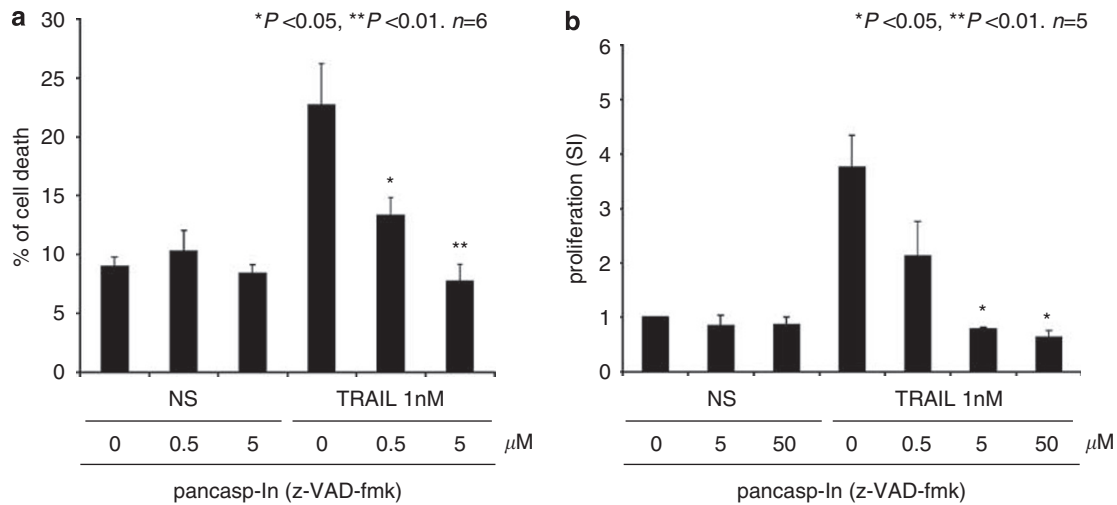 a
*P <0.05, **P <0.01. n=6
% of cell death
30
25
20
15
10
5
0
*
**
NS
TRAIL 1nM
0 0.5 5 0 0.5 5 μM
pancasp-In (z-VAD-fmk)
b
*P <0.05, **P <0.01. n=5
proliferation (SI)
6
5
4
3
2
1
0
*
*
NS
TRAIL 1nM
0 5 50 0 0.5 5 50 μM
pancasp-In (z-VAD-fmk)